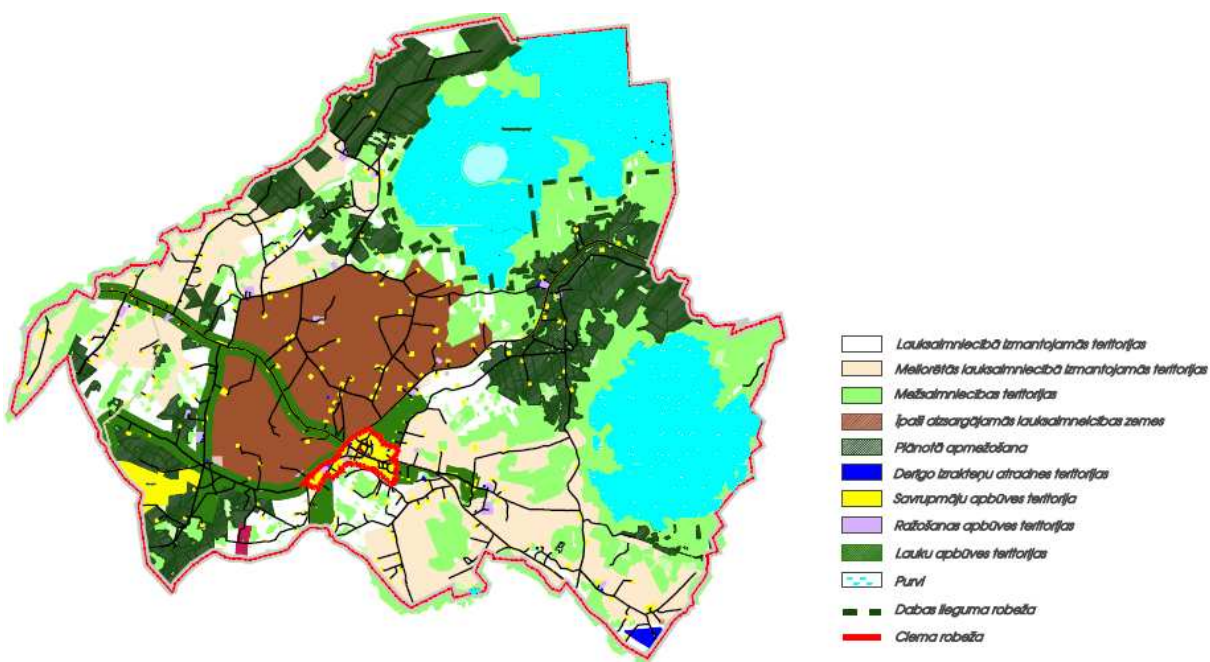 Lauksaimniecībā izmantojamās teritorijas
Meliorētās lauksaimniecībā izmantojamās teritorijas
Mežsaimniecības teritorijas
Īpaši aizsargājamās lauksaimneicības zemes
Plānotā apmežošana
Derīgo izrakteņu atradnes teritorijas
Savrupmāju apbūves teritorija
Ražošanas apbūves teritorijas
Lauku apbūves teritorijas
Purvi
Dabas lieguma robeža
Ciema robeža